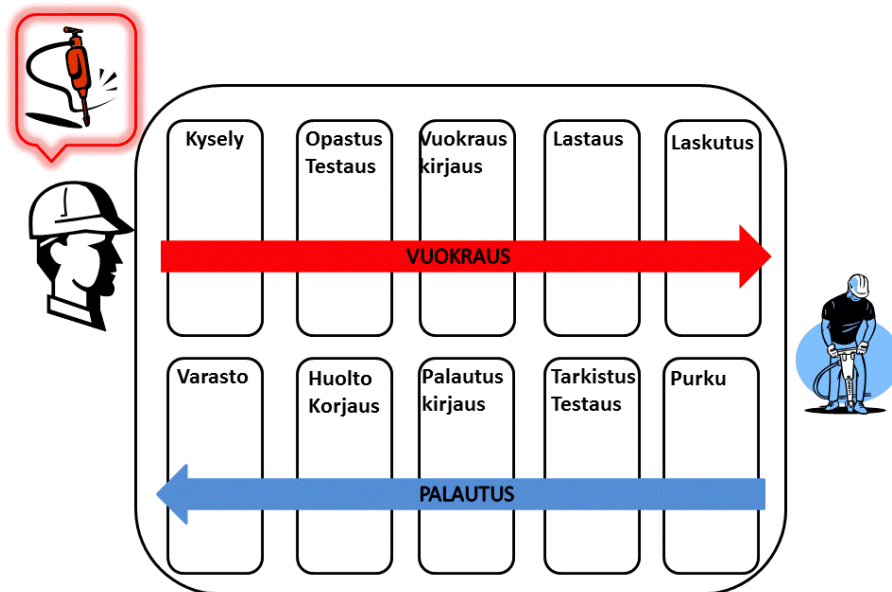 Kysely
Opastus
Testaus
Vuokraus
kirjaus
Lastaus
Laskutus
VUOKRAUS
Varasto
Huolto
Korjaus
Palautus
kirjaus
Tarkistus
Testaus
Purku
PALAUTUS